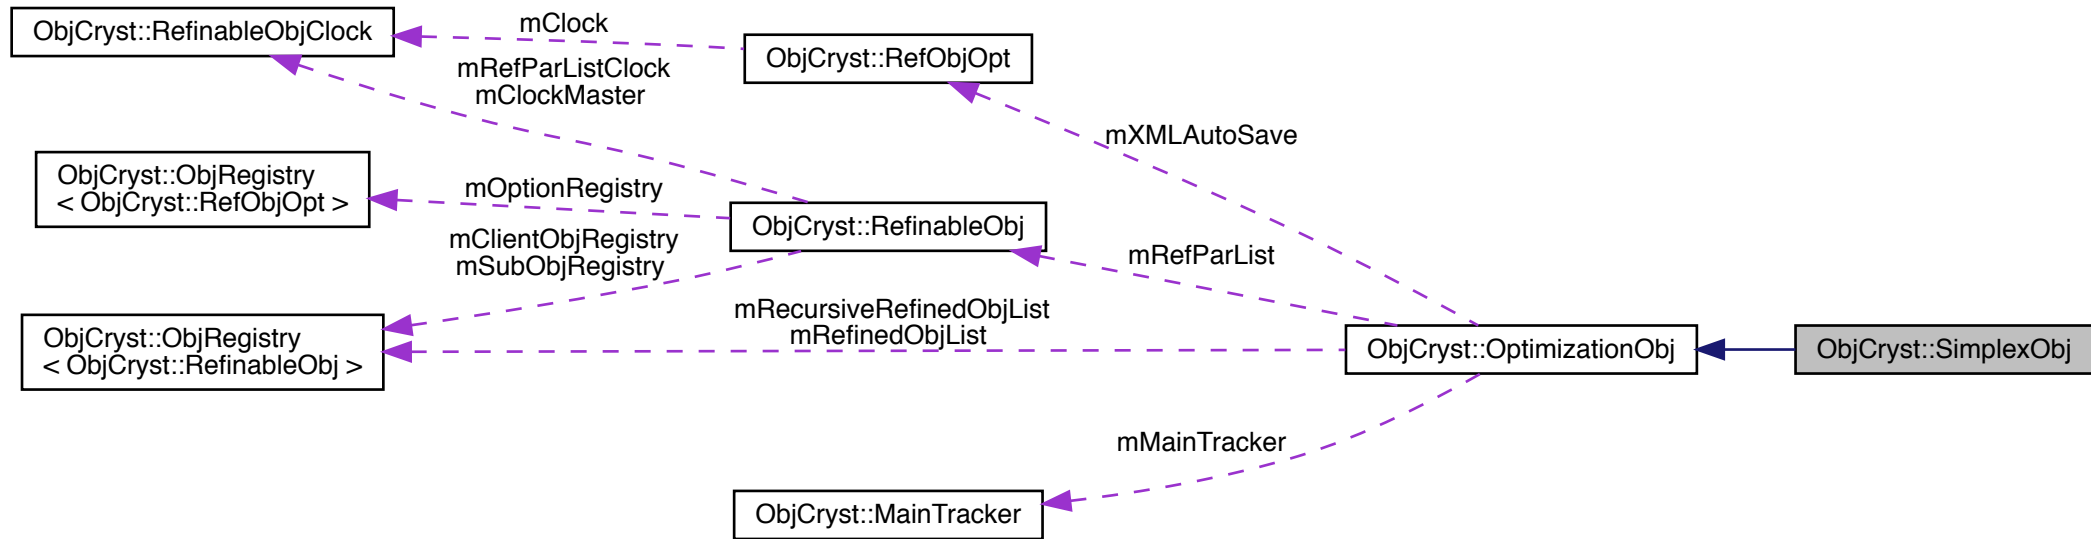 ObjCryst::RefinableObjClock
mClock
ObjCryst::RefObjOpt
mRefParListClock
mClockMaster
mXMLAutoSave
ObjCryst::ObjRegistry
< ObjCryst::RefObjOpt >
mOptionRegistry
ObjCryst::RefinableObj
mClientObjRegistry
mSubObjRegistry
mRefParList
ObjCryst::ObjRegistry
< ObjCryst::RefinableObj >
mRecursiveRefinedObjList
mRefinedObjList
ObjCryst::OptimizationObj
ObjCryst::SimplexObj
mMainTracker
ObjCryst::MainTracker